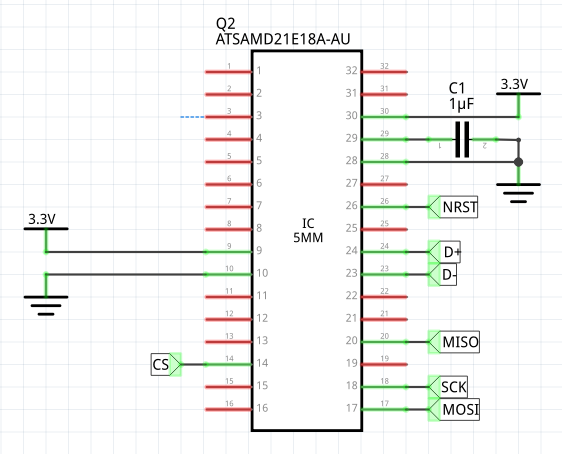 Q2
ATSAMD21E18A-AU
1 1 32 32
2 2 31 31
C1
1µF
3.3V
3 3 30 30
4 4 29 29 1 2
5 5 28 28
6 6 27 27
7 7 26 26 NRST
3.3V
8 8 25 25
IC
5MM
9 9 24 24 D+
10 10 23 23 D-
11 11 22 22
12 12 21 21
13 13 20 20 MISO
CS 14 14 19 19
15 15 18 18 SCK
16 16 17 17 MOSI